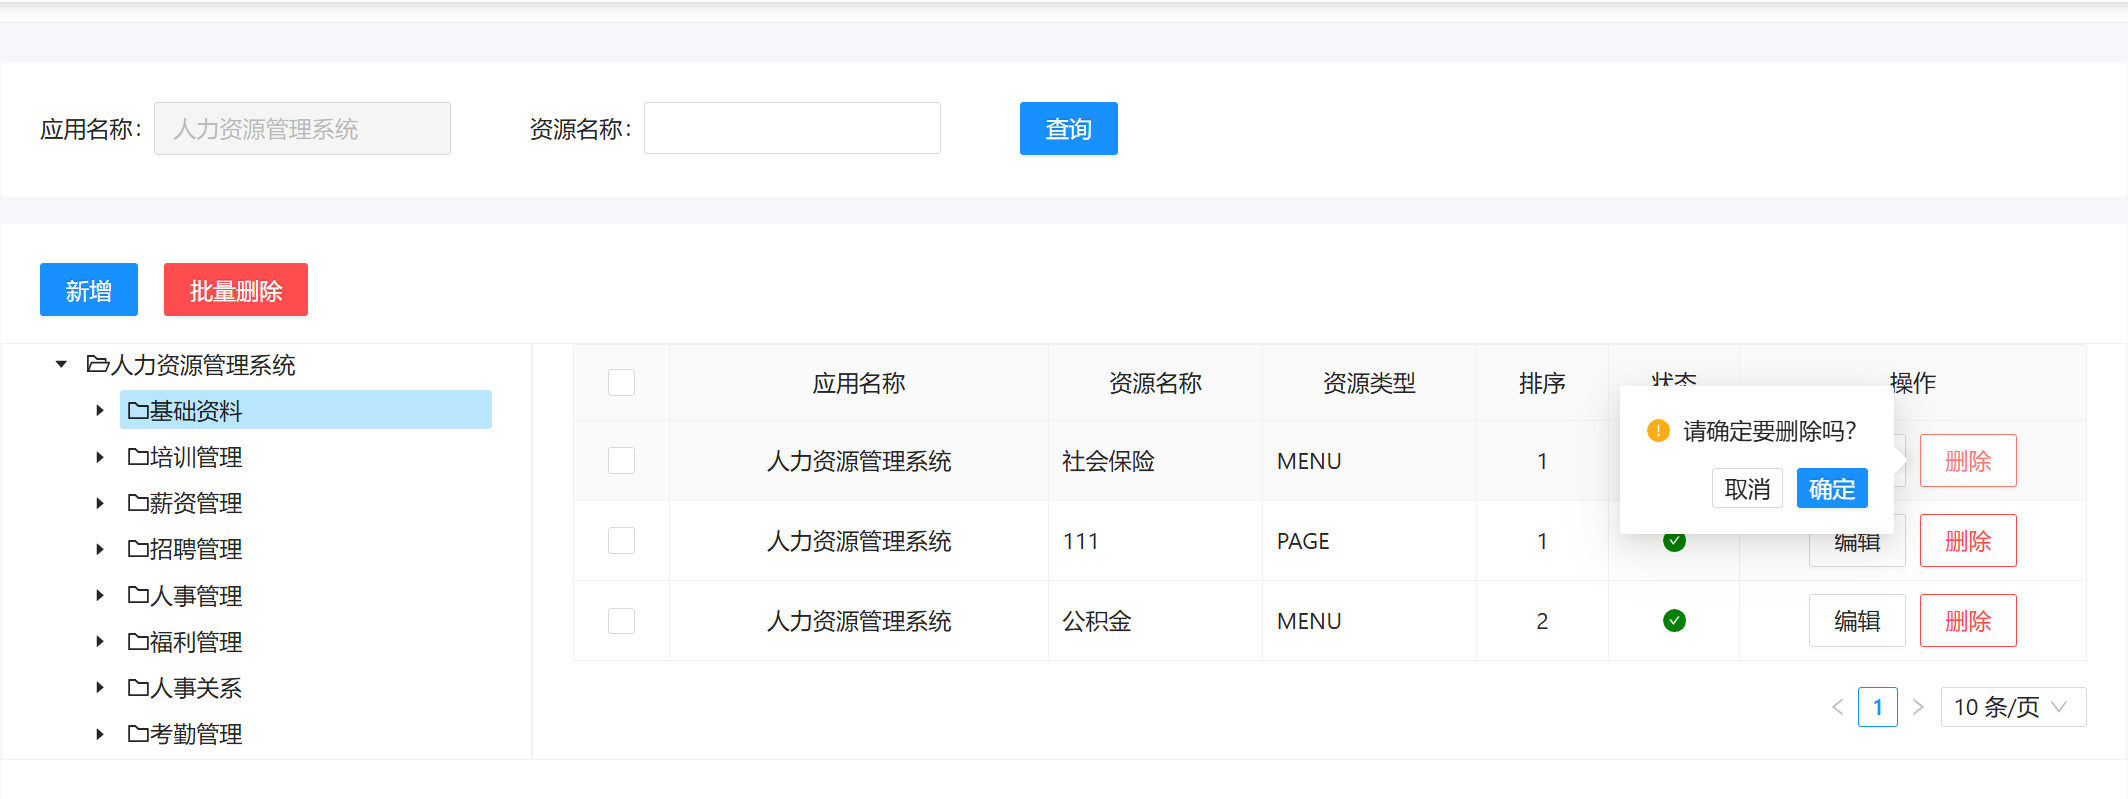 应用名称： 人力资源管理系统 资源名称： 查询
新增 批量删除
人力资源管理系统
基础资料
培训管理
薪资管理
招聘管理
人事管理
福利管理
人事关系
考勤管理
应用名称 资源名称 资源类型 排序 状态 操作
人力资源管理系统 社会保险 MENU 1 删除
请确定要删除吗？
取消 确定
人力资源管理系统 111 PAGE 1 编辑 删除
人力资源管理系统 公积金 MENU 2 编辑 删除
1 10 条/页